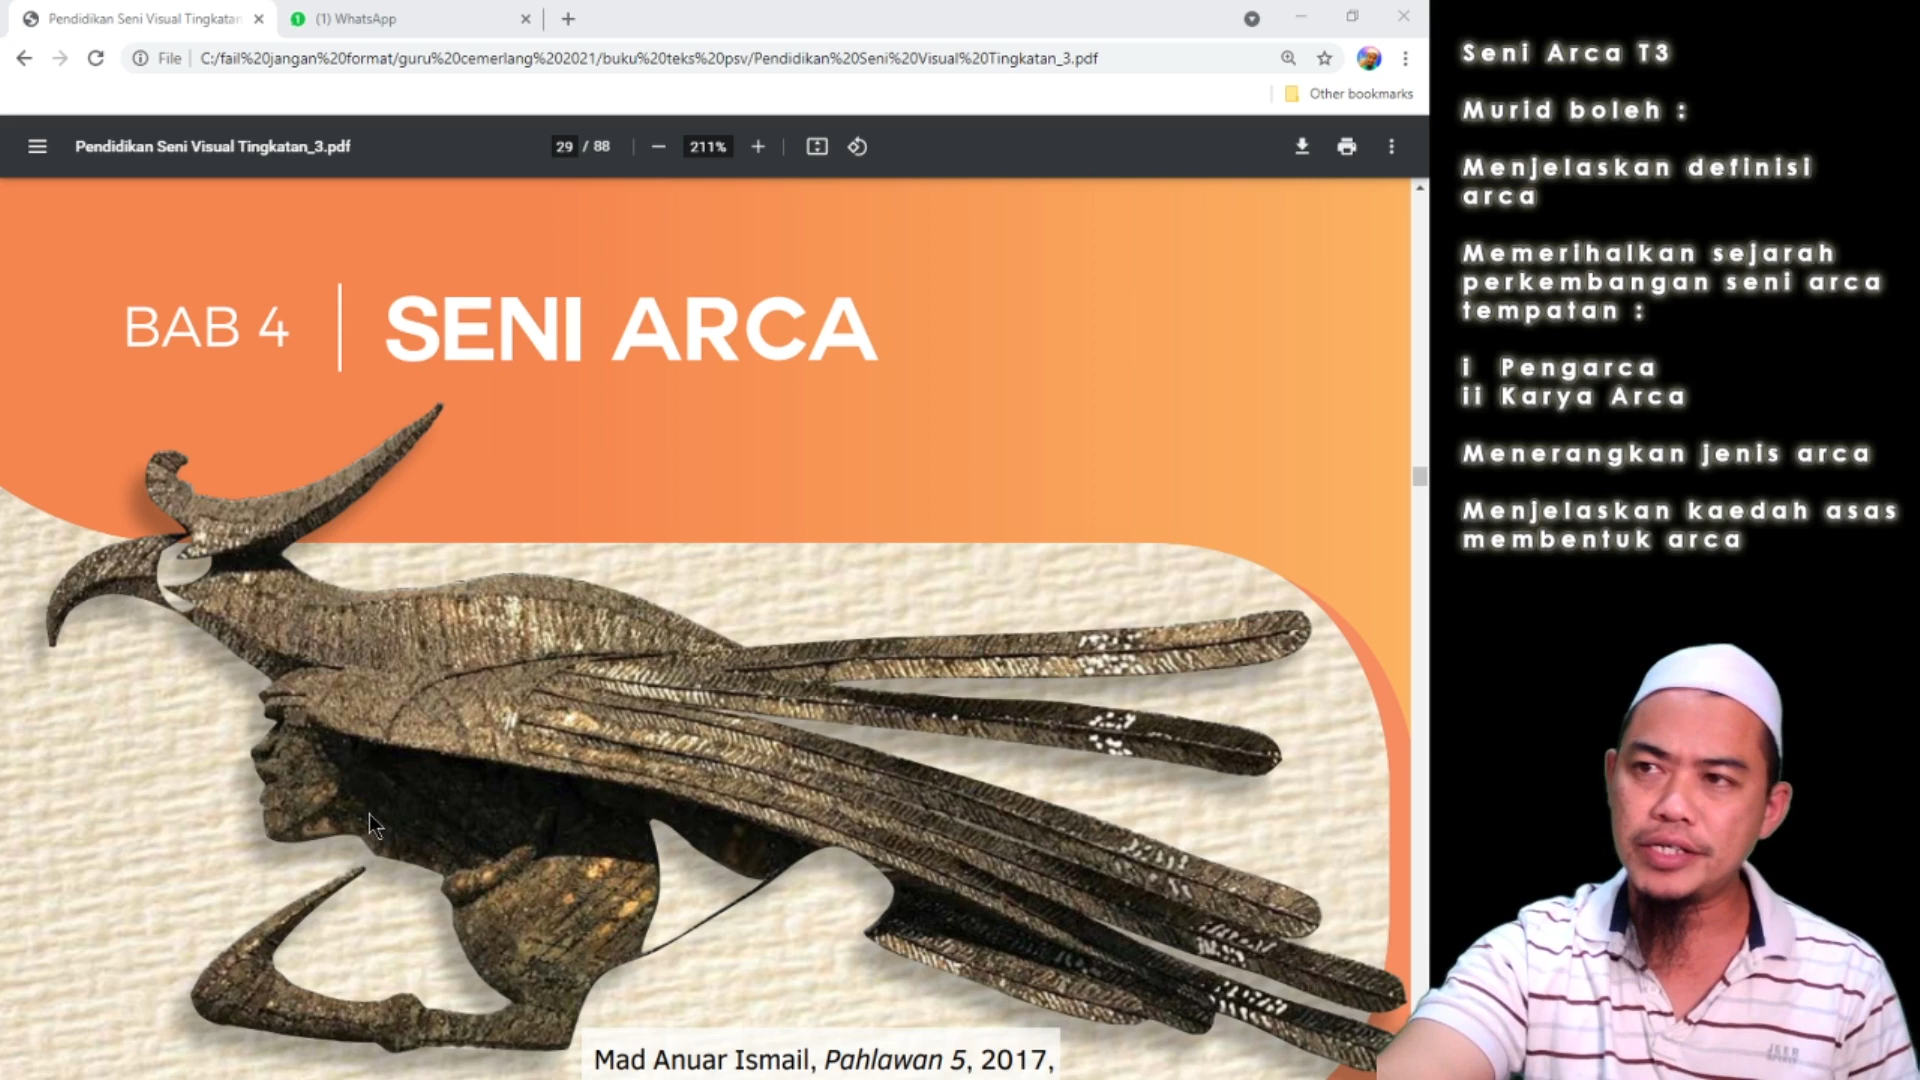 Pendidikan Seni Visual Tingkatan
(1) WhatsApp
File
C:/fail%20jangan%20format/guru%20cemerlang%202021/buku%20teks%20psv/Pendidikan%20Seni%20Visual%20Tingkatan_3.pdf
Other bookmarks
Pendidikan Seni Visual Tingkatan_3.pdf
29 / 88
211%
BAB 4
SENI ARCA
Mad Anuar Ismail, Pahlawan 5, 2017,
Seni Arca T3
Murid boleh :
Menjelaskan definisi
arca
Memerihalkan sejarah
perkembangan seni arca
tempatan :
i Pengarca
ii Karya Arca
Menerangkan jenis arca
Menjelaskan kaedah asas
membentuk arca